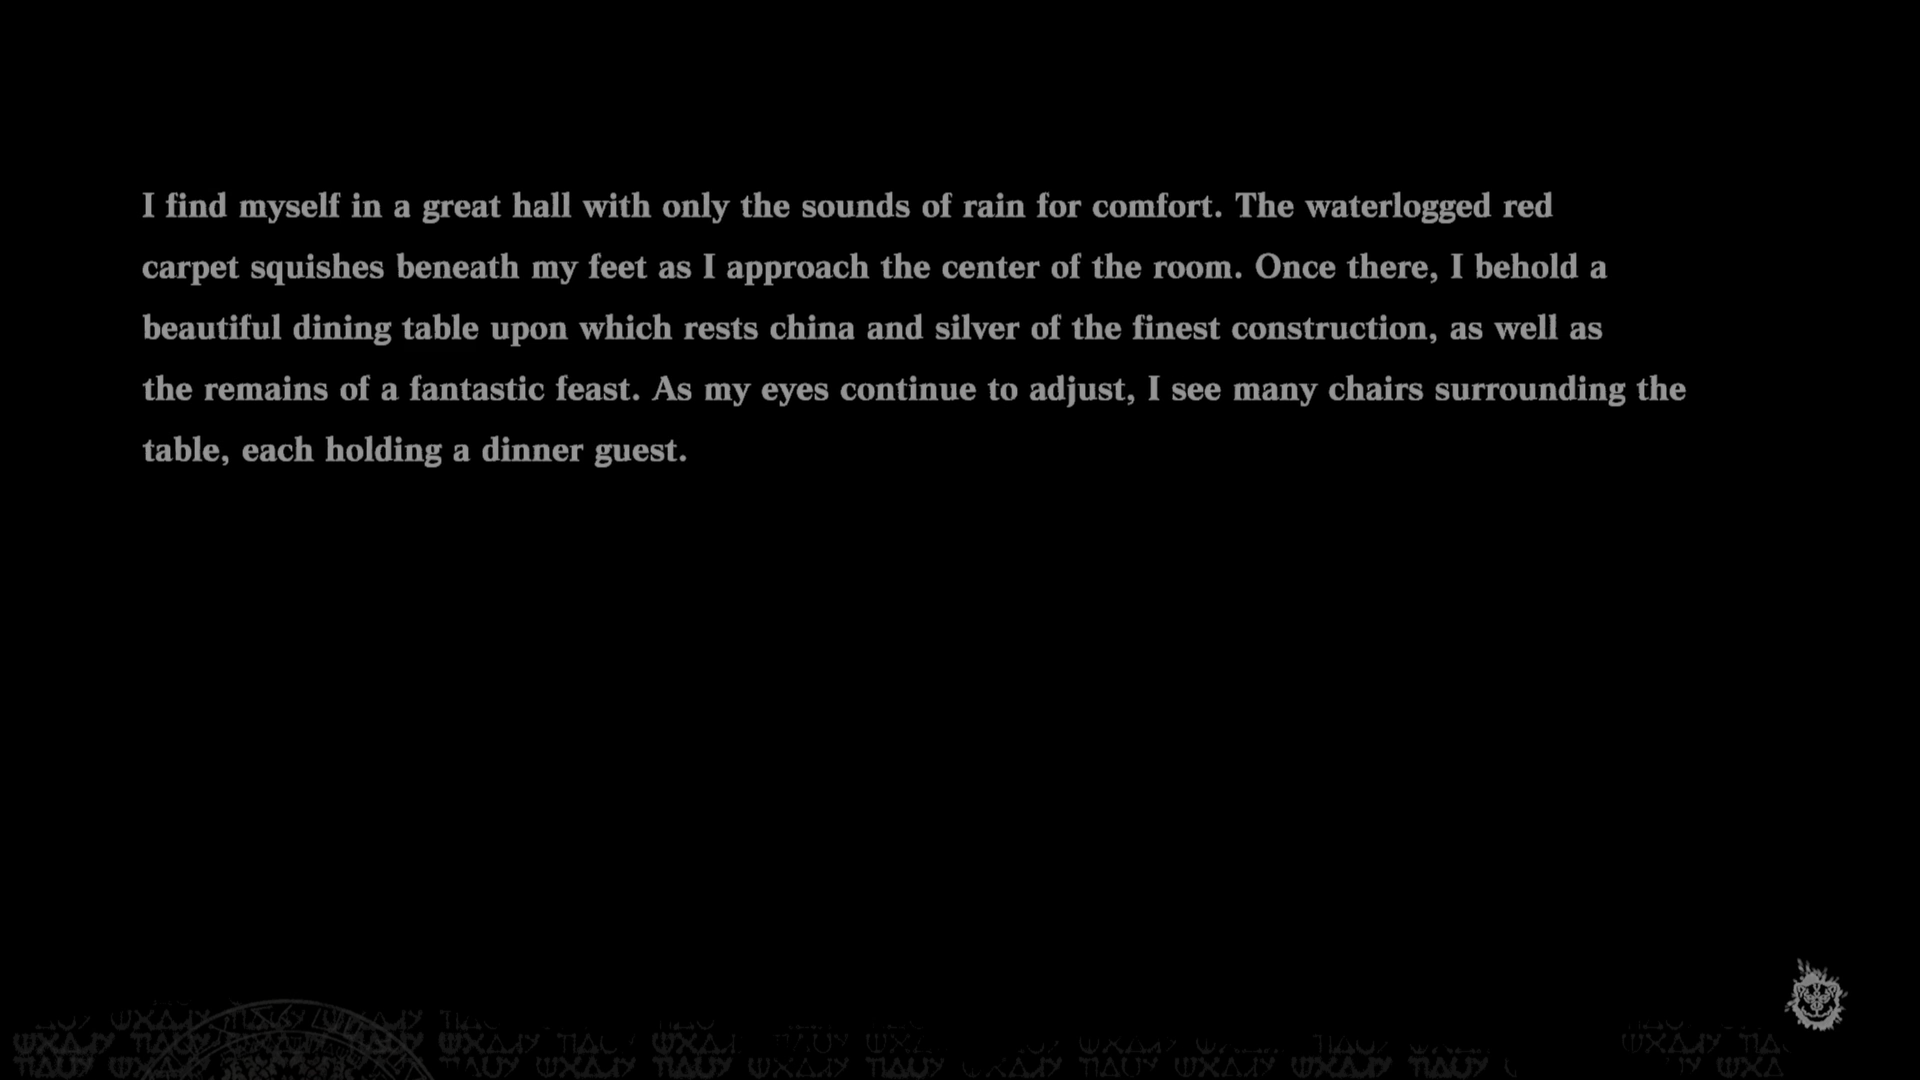 I find myself in a great hall with only the sounds of rain for comfort. The waterlogged red
carpet squishes beneath my feet as I approach the center of the room. Once there, I behold a
beautiful dining table upon which rests china and silver of the finest construction, as well as
the remains of a fantastic feast. As my eyes continue to adjust, I see many chairs surrounding the
table, each holding a dinner guest.